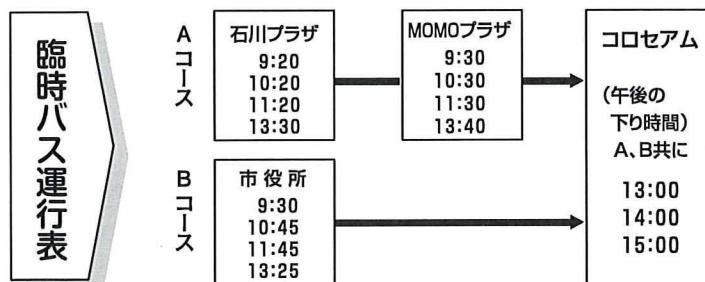 臨時バス運行表
Aコース
石川プラザ
9:20
10:20
11:20
13:30
MOMOプラザ
9:30
10:30
11:30
13:40
Bコース
市役所
9:30
10:45
11:45
13:25
コロセアム
(午後の
下り時間)
A、B共に
13:00
14:00
15:00